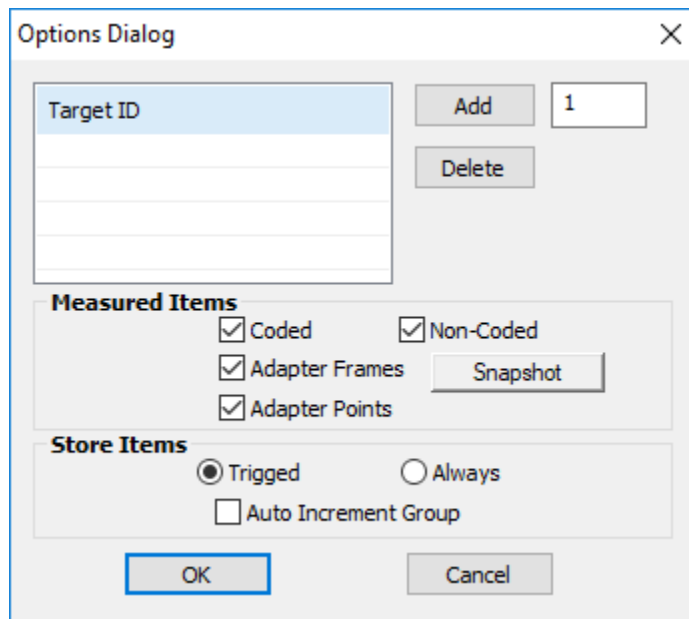 Options Dialog
Target ID
Add 1
Delete
Measured Items
Coded Non-Coded
Adapter Frames Snapshot
Adapter Points
Store Items
Trigged Always
Auto Increment Group
OK Cancel